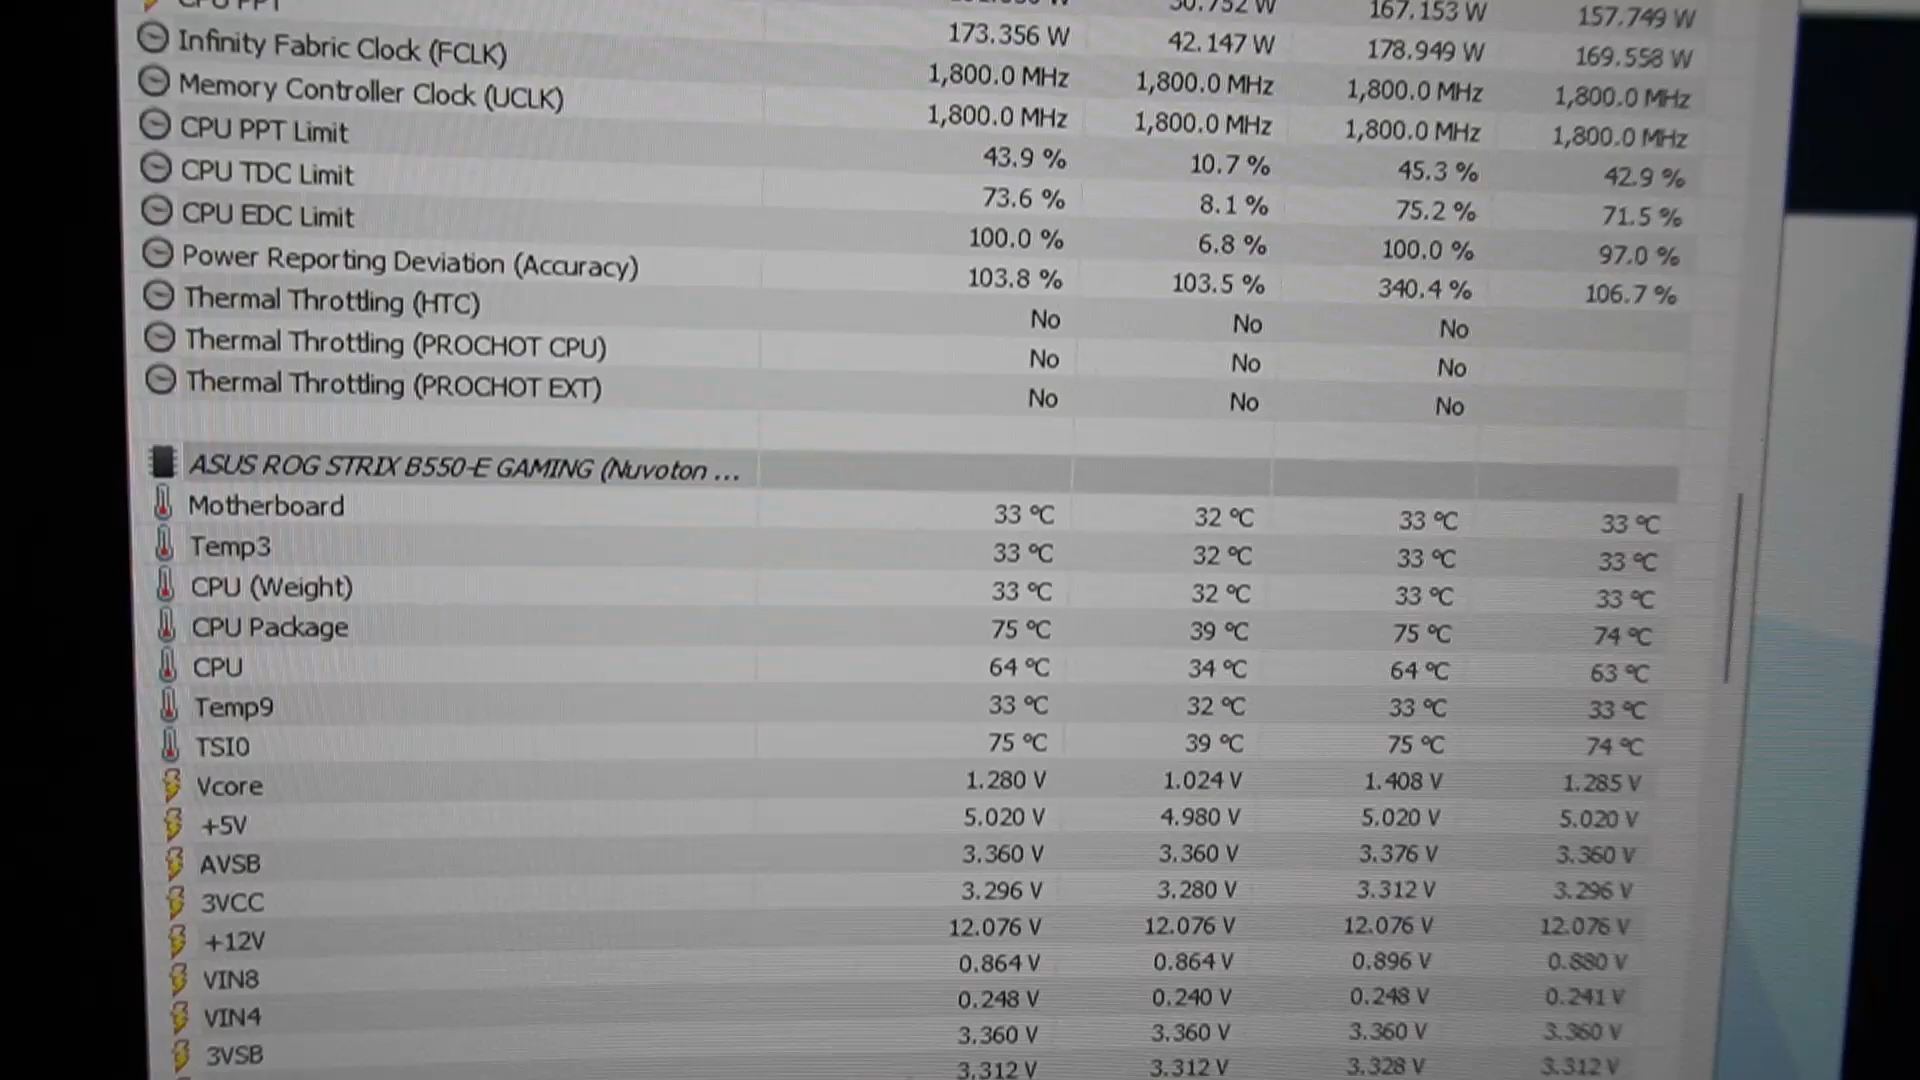 30.752 W 167.153 W 157.749 W
CPU PPT 173.356 W 42.147 W 178.949 W 169.558 W
Infinity Fabric Clock (FCLK) 1,800.0 MHz 1,800.0 MHz 1,800.0 MHz 1,800.0 MHz
Memory Controller Clock (UCLK) 1,800.0 MHz 1,800.0 MHz 1,800.0 MHz 1,800.0 MHz
CPU PPT Limit 43.9 % 10.7 % 45.3 % 42.9 %
CPU TDC Limit 73.6 % 8.1 % 75.2 % 71.5 %
CPU EDC Limit 100.0 % 6.8 % 100.0 % 97.0 %
Power Reporting Deviation (Accuracy) 103.8 % 103.5 % 340.4 % 106.7 %
Thermal Throttling (HTC) No No No
Thermal Throttling (PROCHOT CPU) No No No
Thermal Throttling (PROCHOT EXT) No No No
ASUS ROG STRIX B550-E GAMING (Nuvoton ...
Motherboard 33 °C 32 °C 33 °C 33 °C
Temp3 33 °C 32 °C 33 °C 33 °C
CPU (Weight) 33 °C 32 °C 33 °C 33 °C
CPU Package 75 °C 39 °C 75 °C 74 °C
CPU 64 °C 34 °C 64 °C 63 °C
Temp9 33 °C 32 °C 33 °C 33 °C
TSI0 75 °C 39 °C 75 °C 74 °C
Vcore 1.280 V 1.024 V 1.408 V 1.285 V
+5V 5.020 V 4.980 V 5.020 V 5.020 V
AVSB 3.360 V 3.360 V 3.376 V 3.360 V
3VCC 3.296 V 3.280 V 3.312 V 3.296 V
+12V 12.076 V 12.076 V 12.076 V 12.076 V
VIN8 0.864 V 0.864 V 0.896 V 0.880 V
VIN4 0.248 V 0.240 V 0.248 V 0.241 V
3VSB 3.360 V 3.360 V 3.360 V 3.360 V
3.312 V 3.312 V 3.328 V 3.312 V